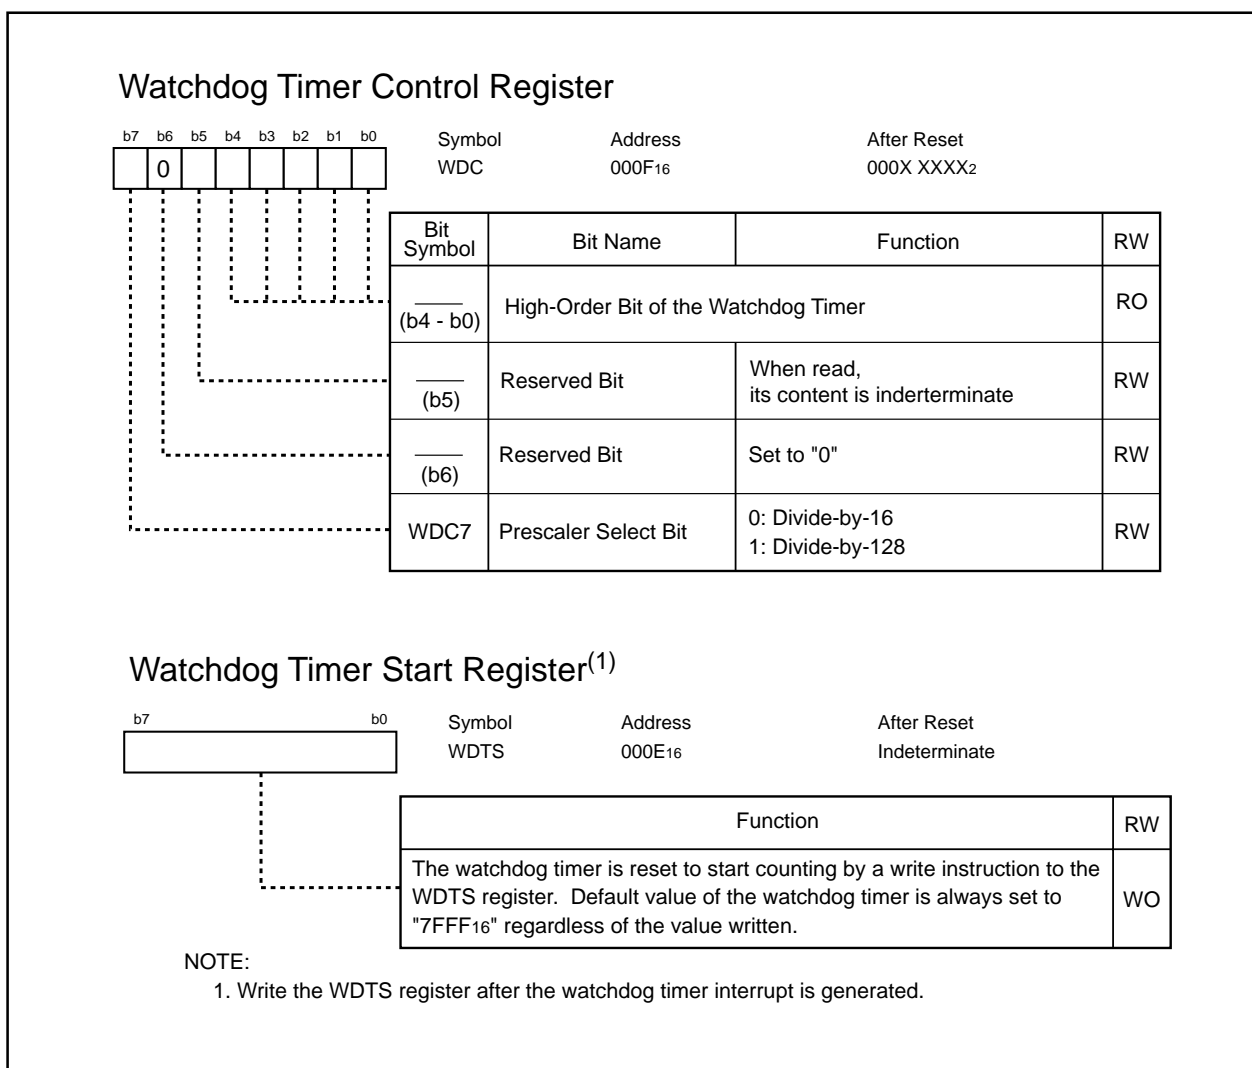 Watchdog Timer Control Register
b7 b6 b5 b4 b3 b2 b1 b0 Symbol Address After Reset
0 WDC 000F16 000X XXXX2
Bit Symbol Bit Name Function RW
(b4 - b0) High-Order Bit of the Watchdog Timer RO
(b5) Reserved Bit When read,
its content is inderterminate RW
(b6) Reserved Bit Set to "0" RW
WDC7 Prescaler Select Bit 0: Divide-by-16
1: Divide-by-128 RW
Watchdog Timer Start Register(1)
b7 b0 Symbol Address After Reset
WDTS 000E16 Indeterminate
Function RW
The watchdog timer is reset to start counting by a write instruction to the
WDTS register. Default value of the watchdog timer is always set to
"7FFF16" regardless of the value written. WO
NOTE:
1. Write the WDTS register after the watchdog timer interrupt is generated.